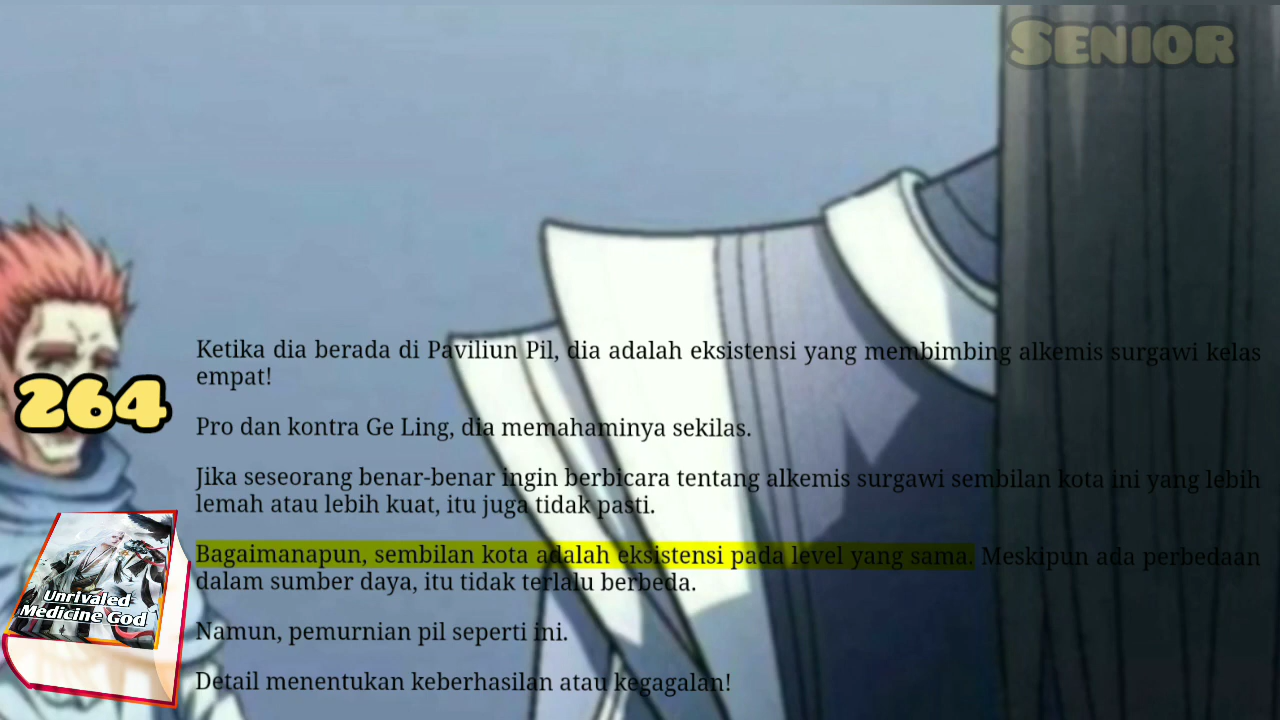 SENIOR
Ketika dia berada di Paviliun Pil, dia adalah eksistensi yang membimbing alkemis surgawi kelas
empat!
264
Pro dan kontra Ge Ling, dia memahaminya sekilas.
Jika seseorang benar-benar ingin berbicara tentang alkemis surgawi sembilan kota ini yang lebih
lemah atau lebih kuat, itu juga tidak pasti.
Bagaimanapun, sembilan kota adalah eksistensi pada level yang sama. Meskipun ada perbedaan
dalam sumber daya, itu tidak terlalu berbeda.
Unrivaled
Medicine God
Namun, pemurnian pil seperti ini.
Detail menentukan keberhasilan atau kegagalan!